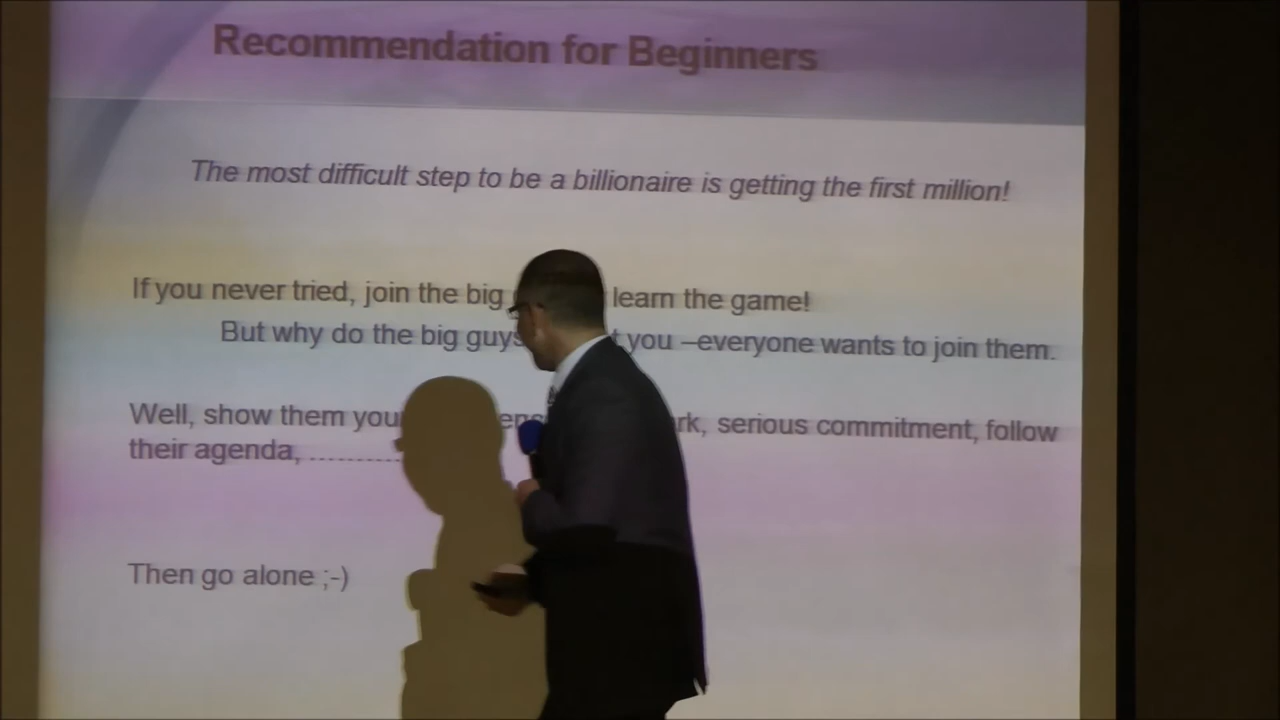 Recommendation for Beginners
The most difficult step to be a billionaire is getting the first million!
If you never tried, join the big learn the game!
But why do the big guys you –everyone wants to join them.
Well, show them your serious commitment, follow
their agenda, ..........
Then go alone ;-)